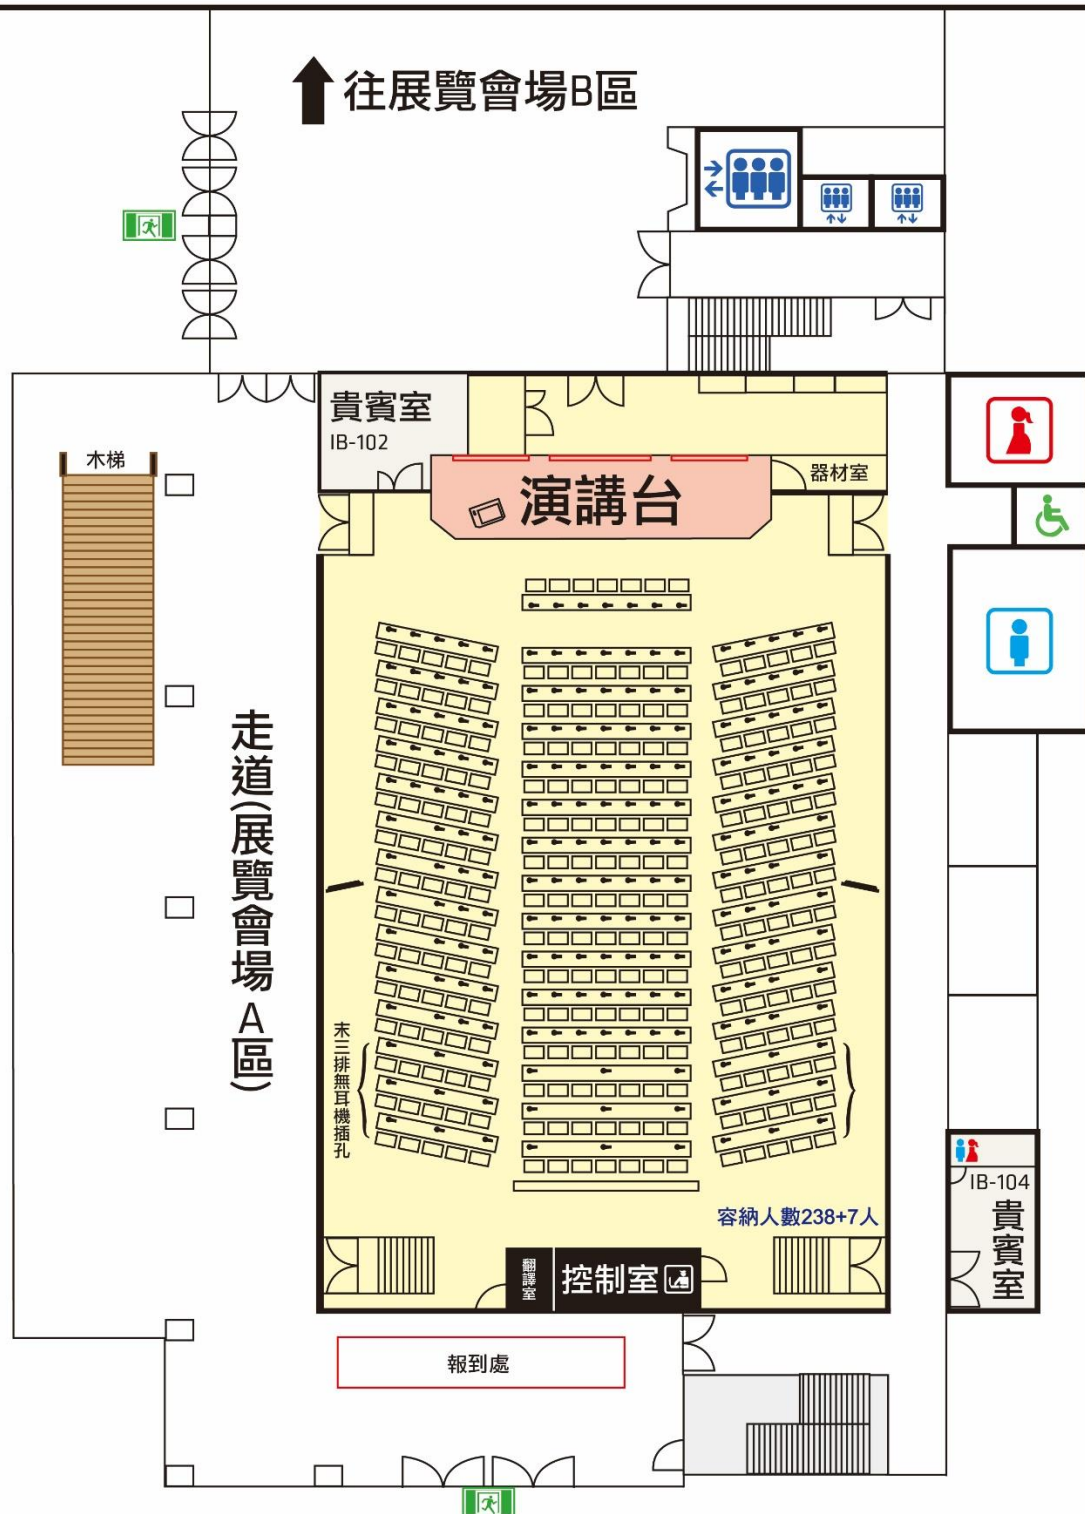 往展覽會場B區
貴賓室
IB-102
木梯
演講台
器材室
走道(展覽會場A區)
末三排無耳機插孔
容納人數238+7人
IB-104
貴賓室
翻譯室
控制室
報到處